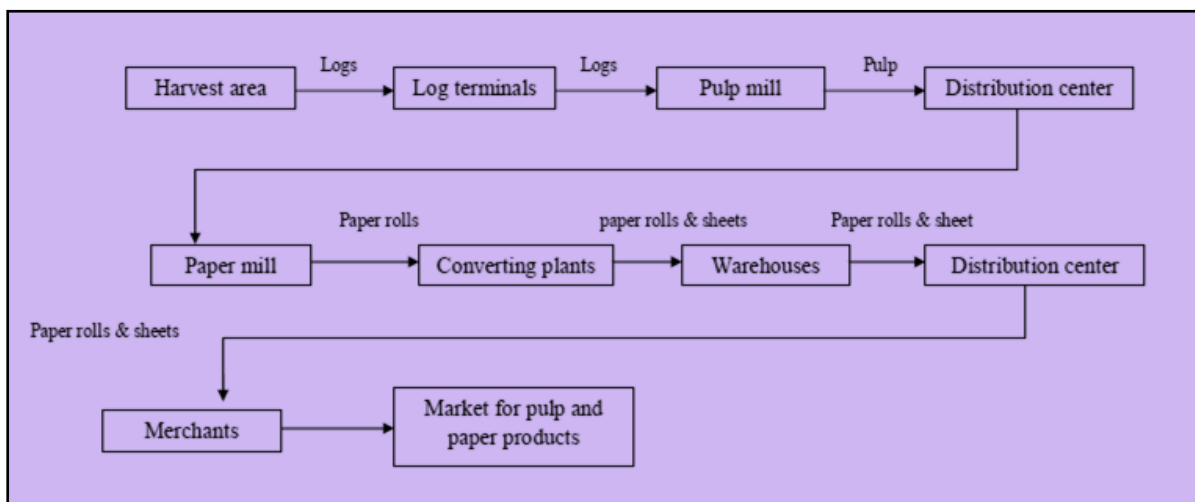 Logs
Logs
Pulp
Harvest area
Log terminals
Pulp mill
Distribution center
Paper rolls
paper rolls & sheets
Paper rolls & sheet
Paper mill
Converting plants
Warehouses
Distribution center
Paper rolls & sheets
Merchants
Market for pulp and
paper products